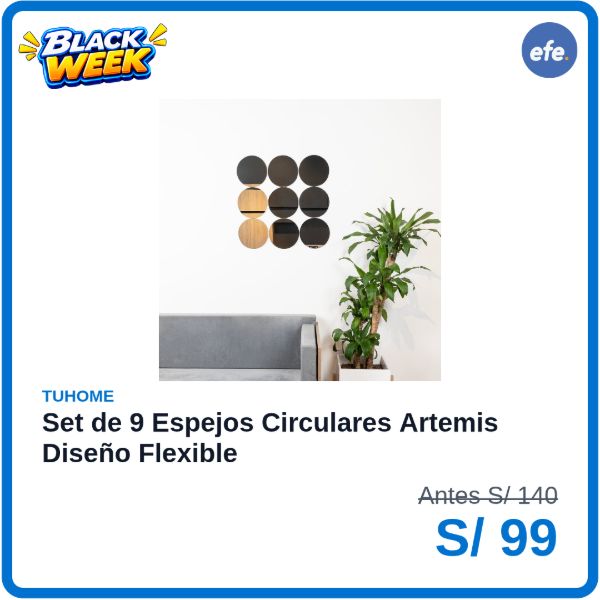 BLACK
WEEK
efe.
TUHOME
Set de 9 Espejos Circulares Artemis
Diseño Flexible
Antes S/ 140
S/ 99